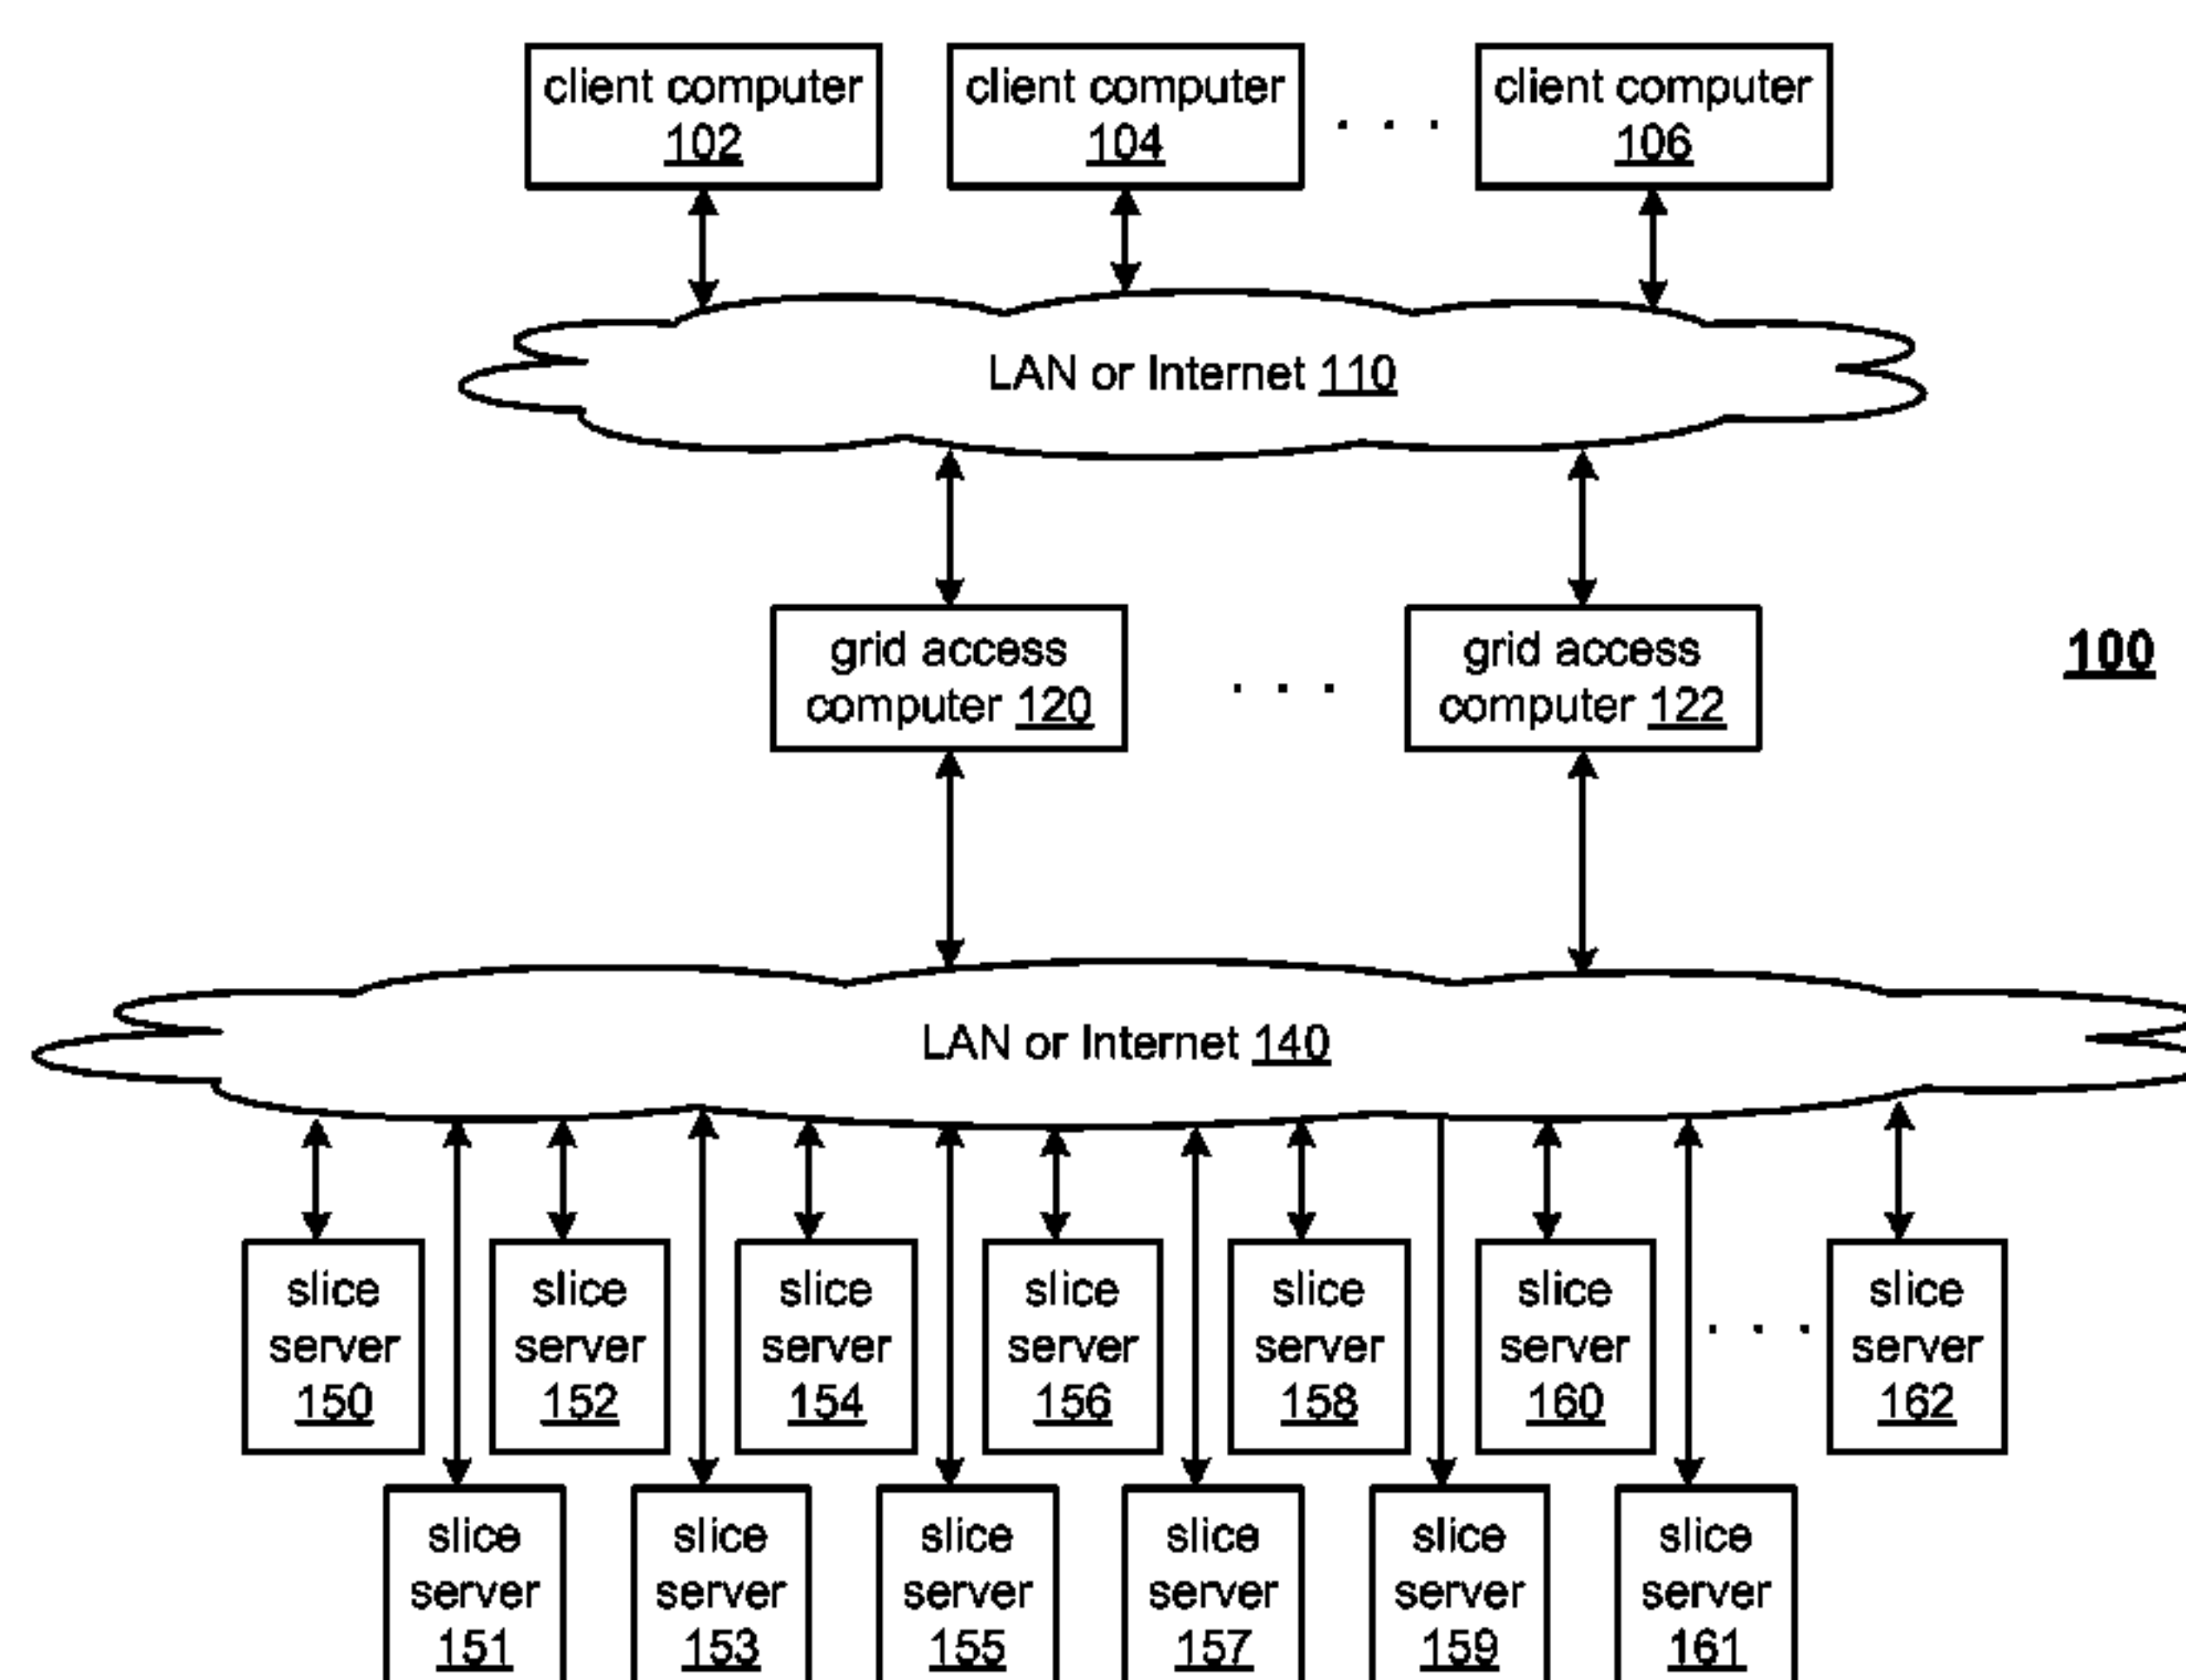 client computer
102
client computer
104
. . .
client computer
106
LAN or Internet 110
grid access
computer 120
. . .
grid access
computer 122
100
LAN or Internet 140
slice
server
150
slice
server
152
slice
server
154
slice
server
156
slice
server
158
slice
server
160
. . .
slice
server
162
slice
server
151
slice
server
153
slice
server
155
slice
server
157
slice
server
159
slice
server
161